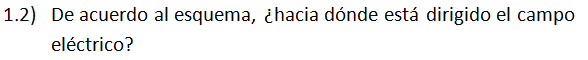 1.2) De acuerdo al esquema, ¿hacia dónde está dirigido el campo
eléctrico?